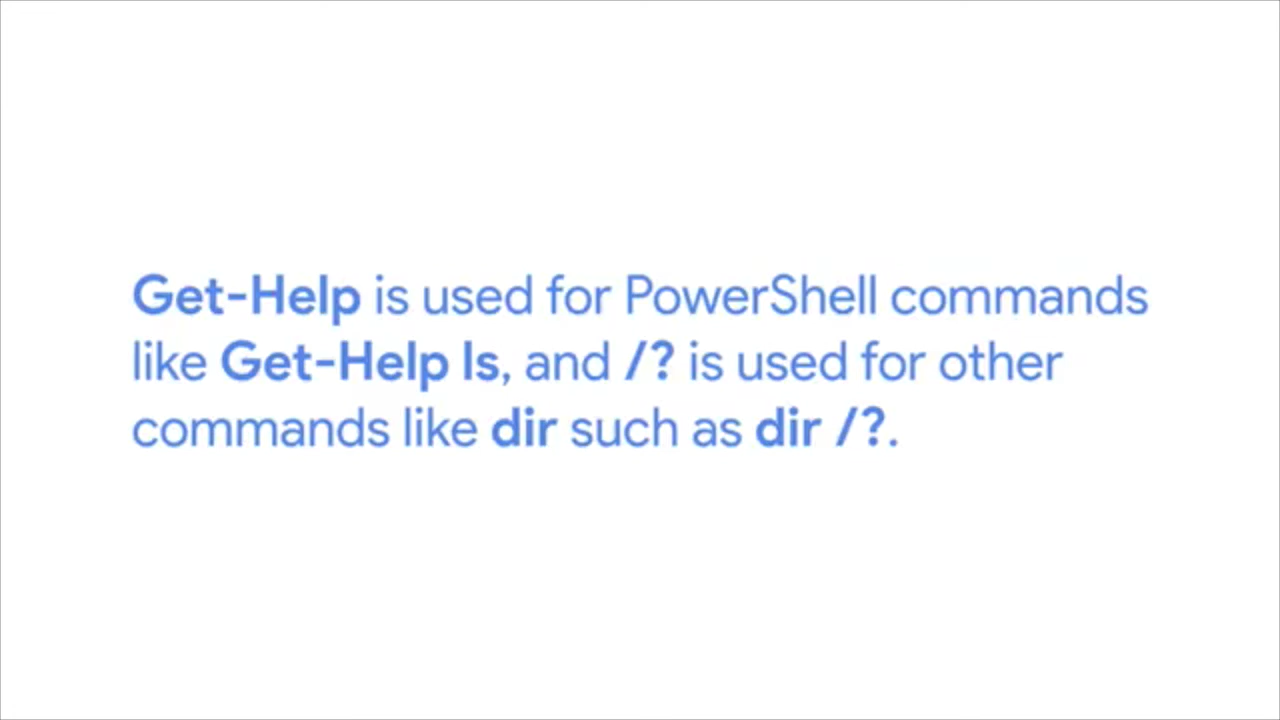 Get-Help is used for PowerShell commands
like Get-Help ls, and /? is used for other
commands like dir such as dir /?.